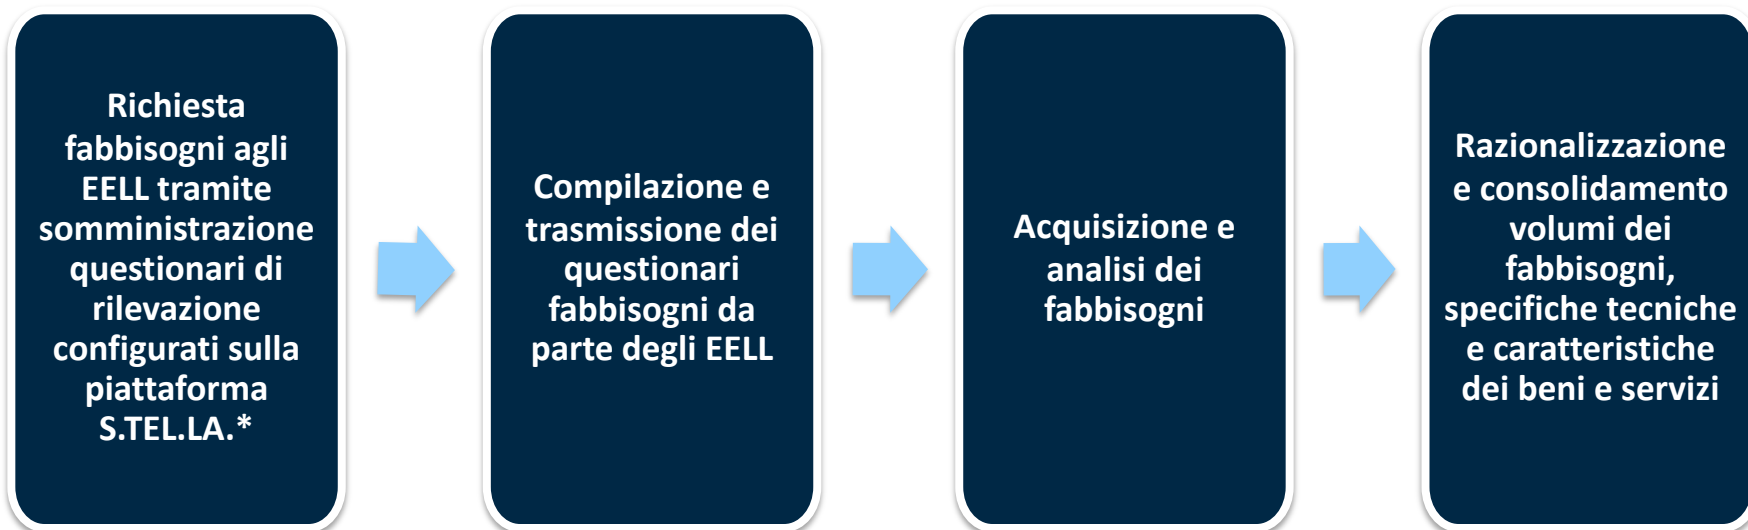 Richiesta
fabbisogni agli
EELL tramite
somministrazione
questionari di
rilevazione
configurati sulla
piattaforma
S.TEL.LA.*
Compilazione e
trasmissione dei
questionari
fabbisogni da
parte degli EELL
Acquisizione e
analisi dei
fabbisogni
Razionalizzazione
e consolidamento
volumi dei
fabbisogni,
specifiche tecniche
e caratteristiche
dei beni e servizi